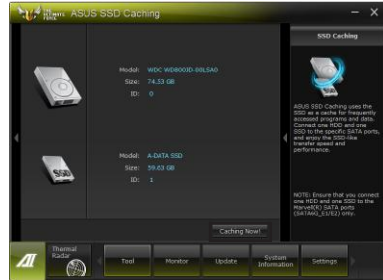 THE ULTIMATE FORCE ASUS SSD Caching
SSD Caching
Model: WDC WD800JD-00LSA0
Size: 74.53 GB
ID: 0
ASUS SSD Caching uses the
SSD as a cache for frequently
accessed programs and data.
Connect one HDD and one
SSD to the specific SATA ports,
and enjoy the SSD-like
transfer speed and
performance.
SSD
Model: A-DATA SSD
Size: 59.63 GB
ID: 1
NOTE: Ensure that you connect
one HDD and one SSD to the
Marvell(R) SATA ports
(SATA6G_E1/E2) only.
Caching Now!
Thermal
Radar
Tool
Monitor
Update
System
Information
Settings